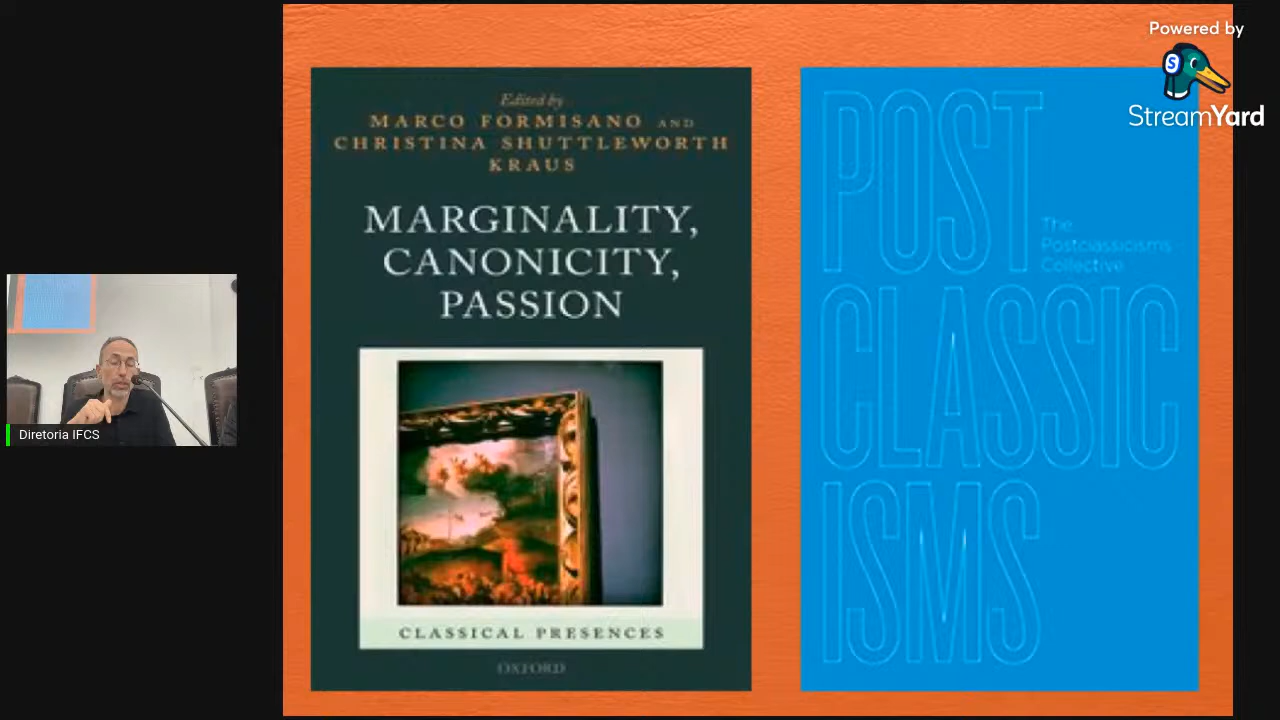 Edited by
MARCO FORMISANO AND
CHRISTINA SHUTTLEWORTH
KRAUS
MARGINALITY,
CANONICITY,
PASSION
CLASSICAL PRESENCES
OXFORD
POST
The
Postclassicisms
Collective
CLASSIC
ISMS
Powered by
S
StreamYard
Diretoria IFCS